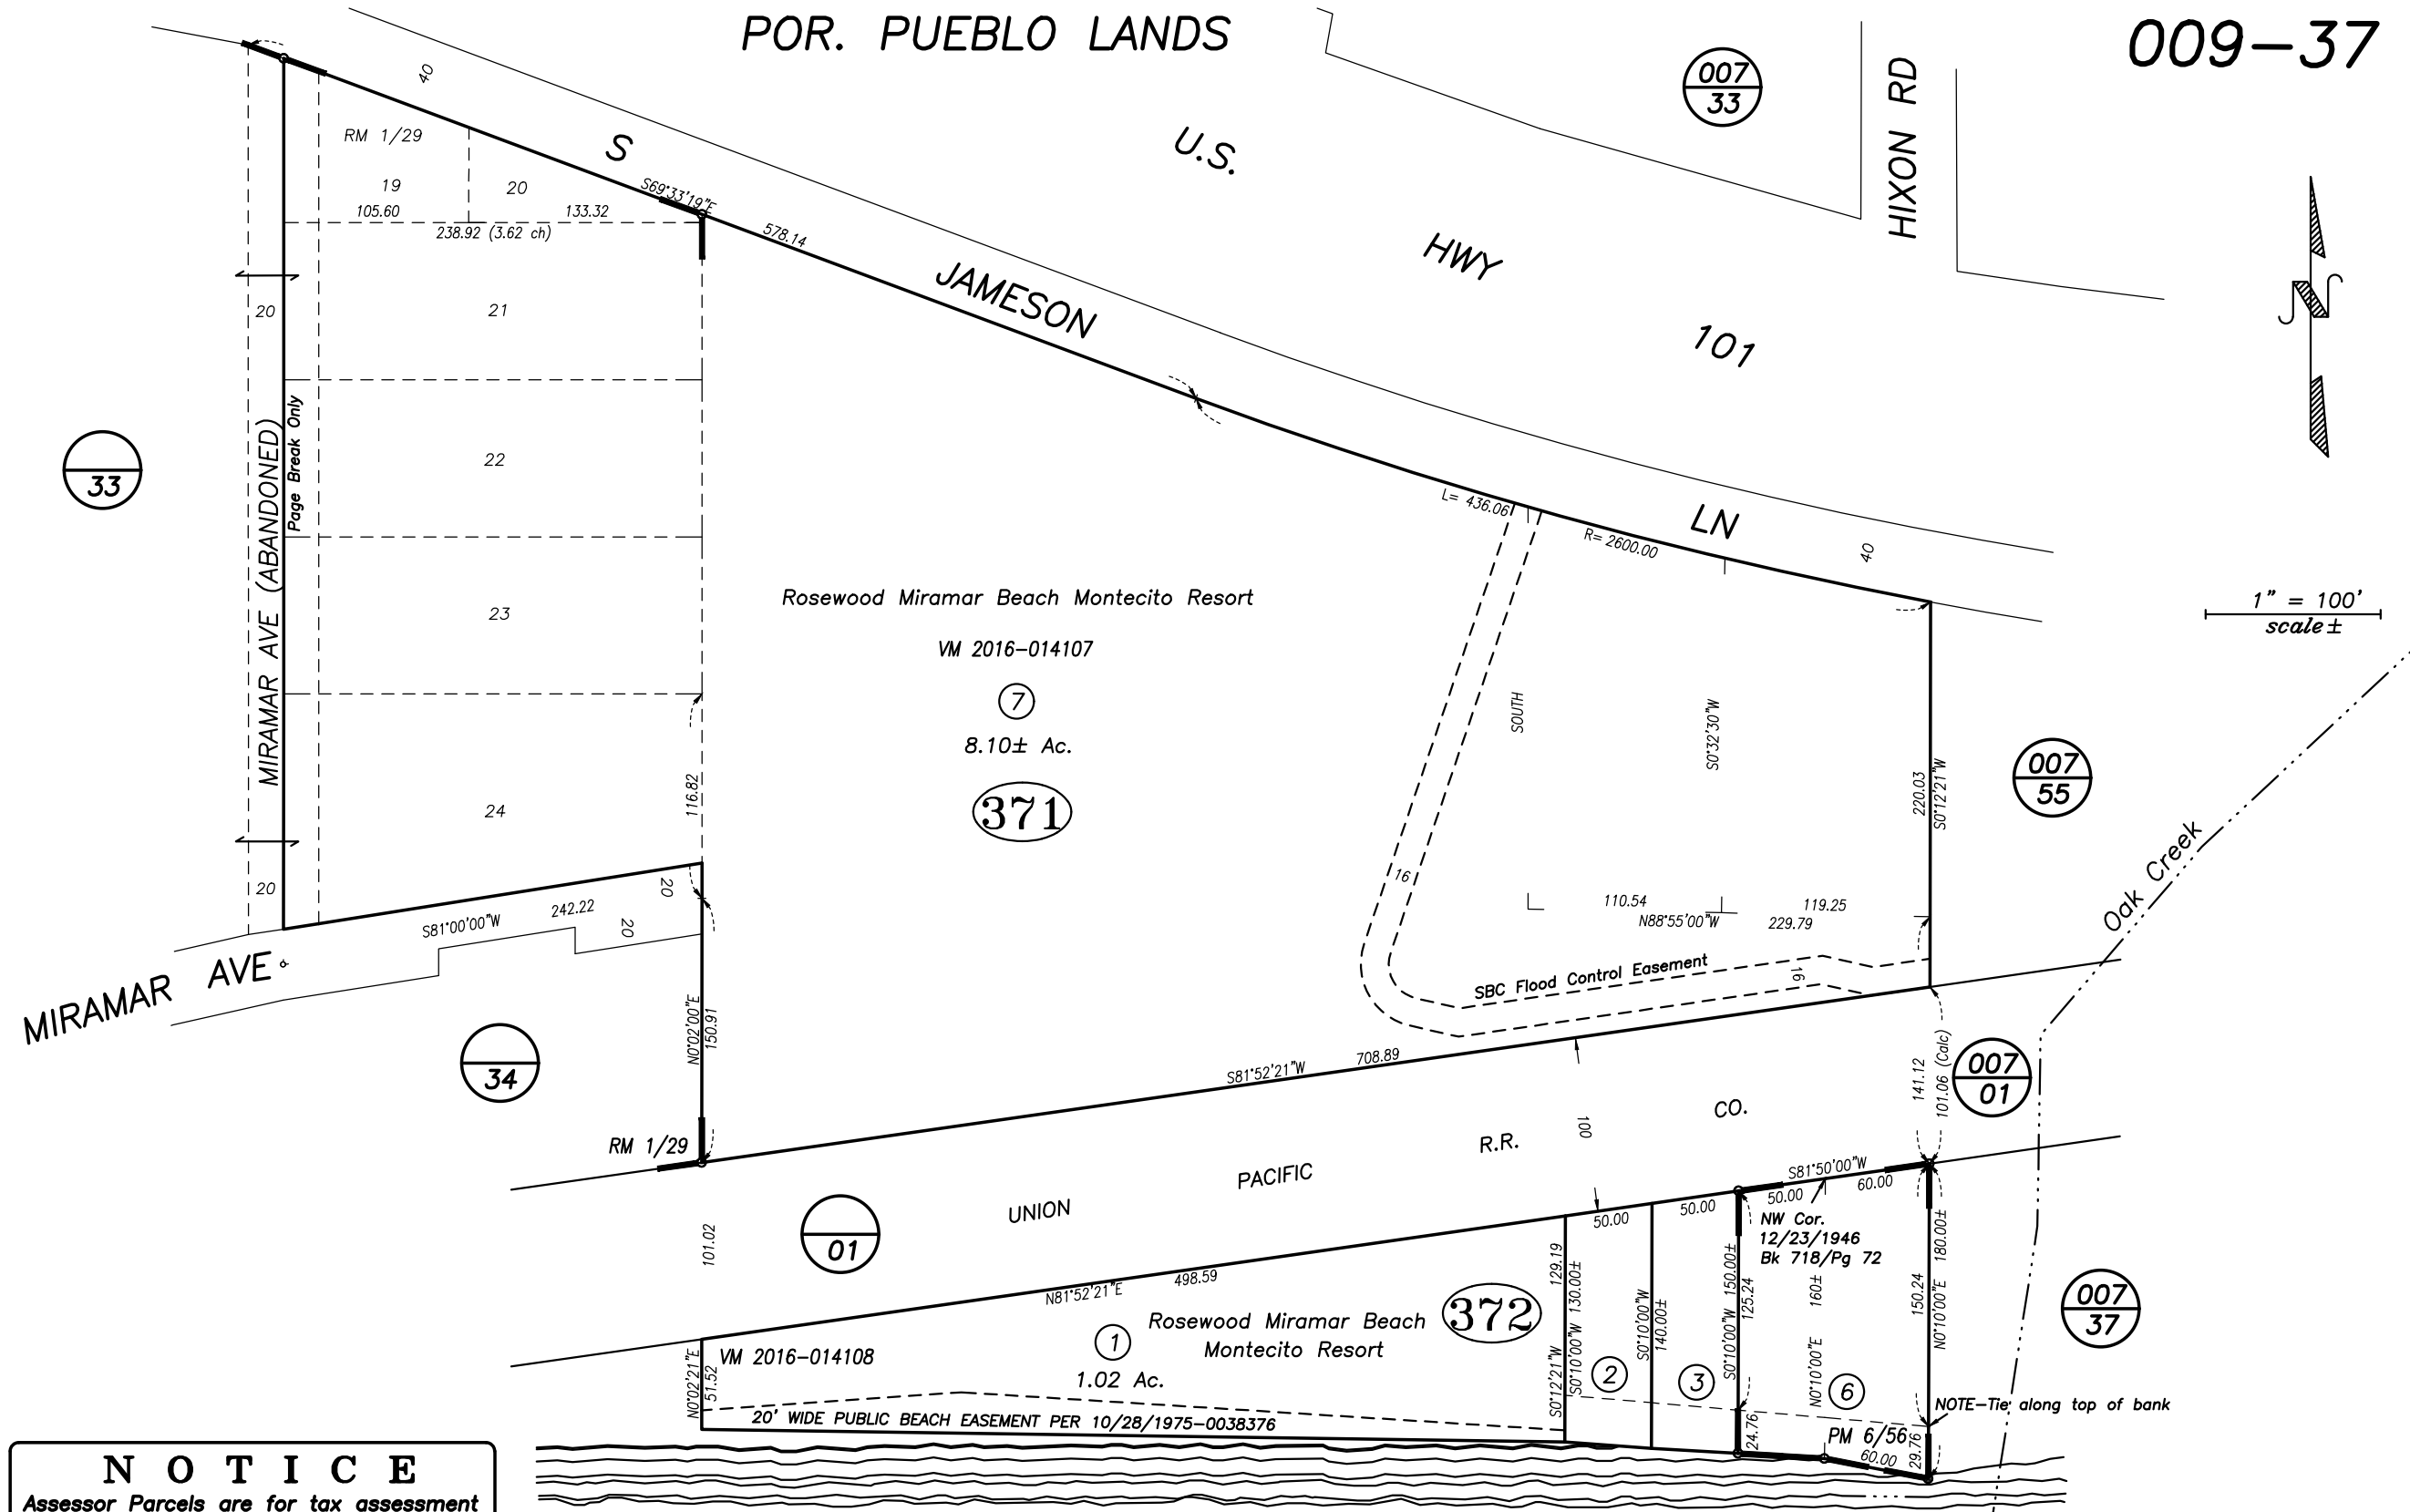 POR. PUEBLO LANDS
009-37
007
33
HIXON RD
40
S
U.S.
HWY
101
JAMESON
LN
40
RM 1/29
19
20
105.60
133.32
238.92 (3.62 ch)
S69°33'19"E
578.14
L= 436.06
R= 2600.00
20
21
22
23
24
20
MIRAMAR AVE (ABANDONED)
Page Break Only
33
1" = 100'
scale ±
Rosewood Miramar Beach Montecito Resort
VM 2016-014107
7
8.10± Ac.
371
116.82
SOUTH
S0°32'30"W
220.03
S0°12'21"W
007
55
Oak Creek
16
110.54
119.25
N88°55'00"W
229.79
SBC Flood Control Easement
16
S81°00'00"W
242.22
20
20
MIRAMAR AVE
N0°02'00"E
150.91
34
RM 1/29
S81°52'21"W
708.89
141.12
101.06 (Calc)
007
01
100
UNION
PACIFIC
R.R.
CO.
01
101.02
N81°52'21"E
498.59
50.00
50.00
50.00
S81°50'00"W
60.00
NW Cor.
12/23/1946
Bk 718/Pg 72
Rosewood Miramar Beach
Montecito Resort
372
1
1.02 Ac.
VM 2016-014108
N0°02'21"E
51.52
20' WIDE PUBLIC BEACH EASEMENT PER 10/28/1975-0038376
S0°12'21"W
129.19
S0°10'00"W 130.00±
2
S0°10'00"W
140.00±
3
S0°10'00"W 150.00±
125.24
24.76
N0°10'00"E 160±
6
150.24
N0°10'00"E 180.00±
29.76
007
37
NOTE-Tie along top of bank
PM 6/56
60.00
NOTICE
Assessor Parcels are for tax assessment